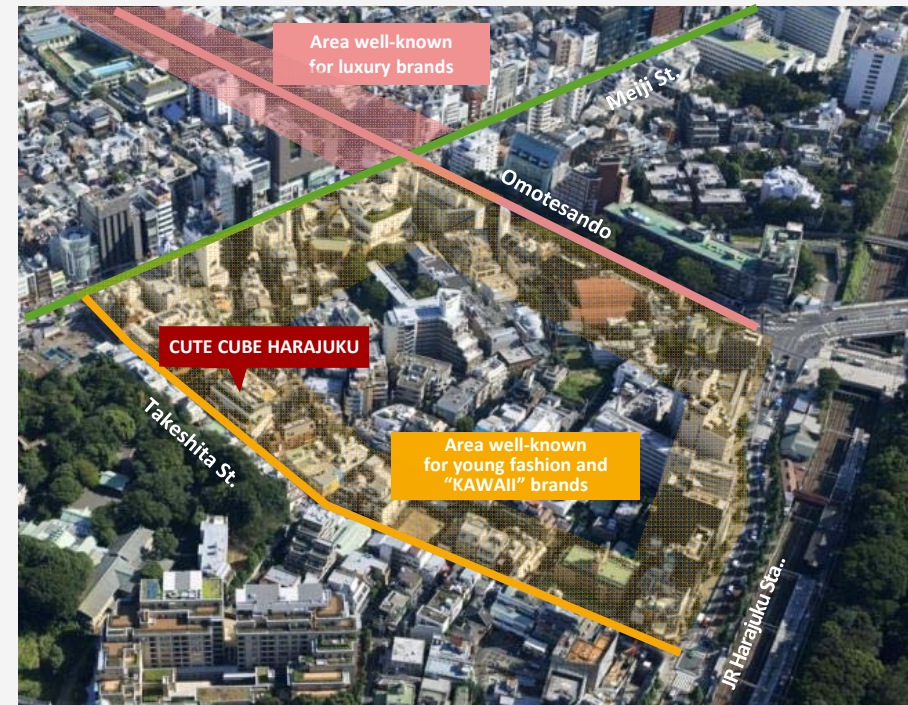 Area well-known
for luxury brands
Meiji St.
Omotesando
CUTE CUBE HARAJUKU
Takeshita St.
Area well-known
for young fashion and
“KAWAII” brands
JR Harajuku Sta..